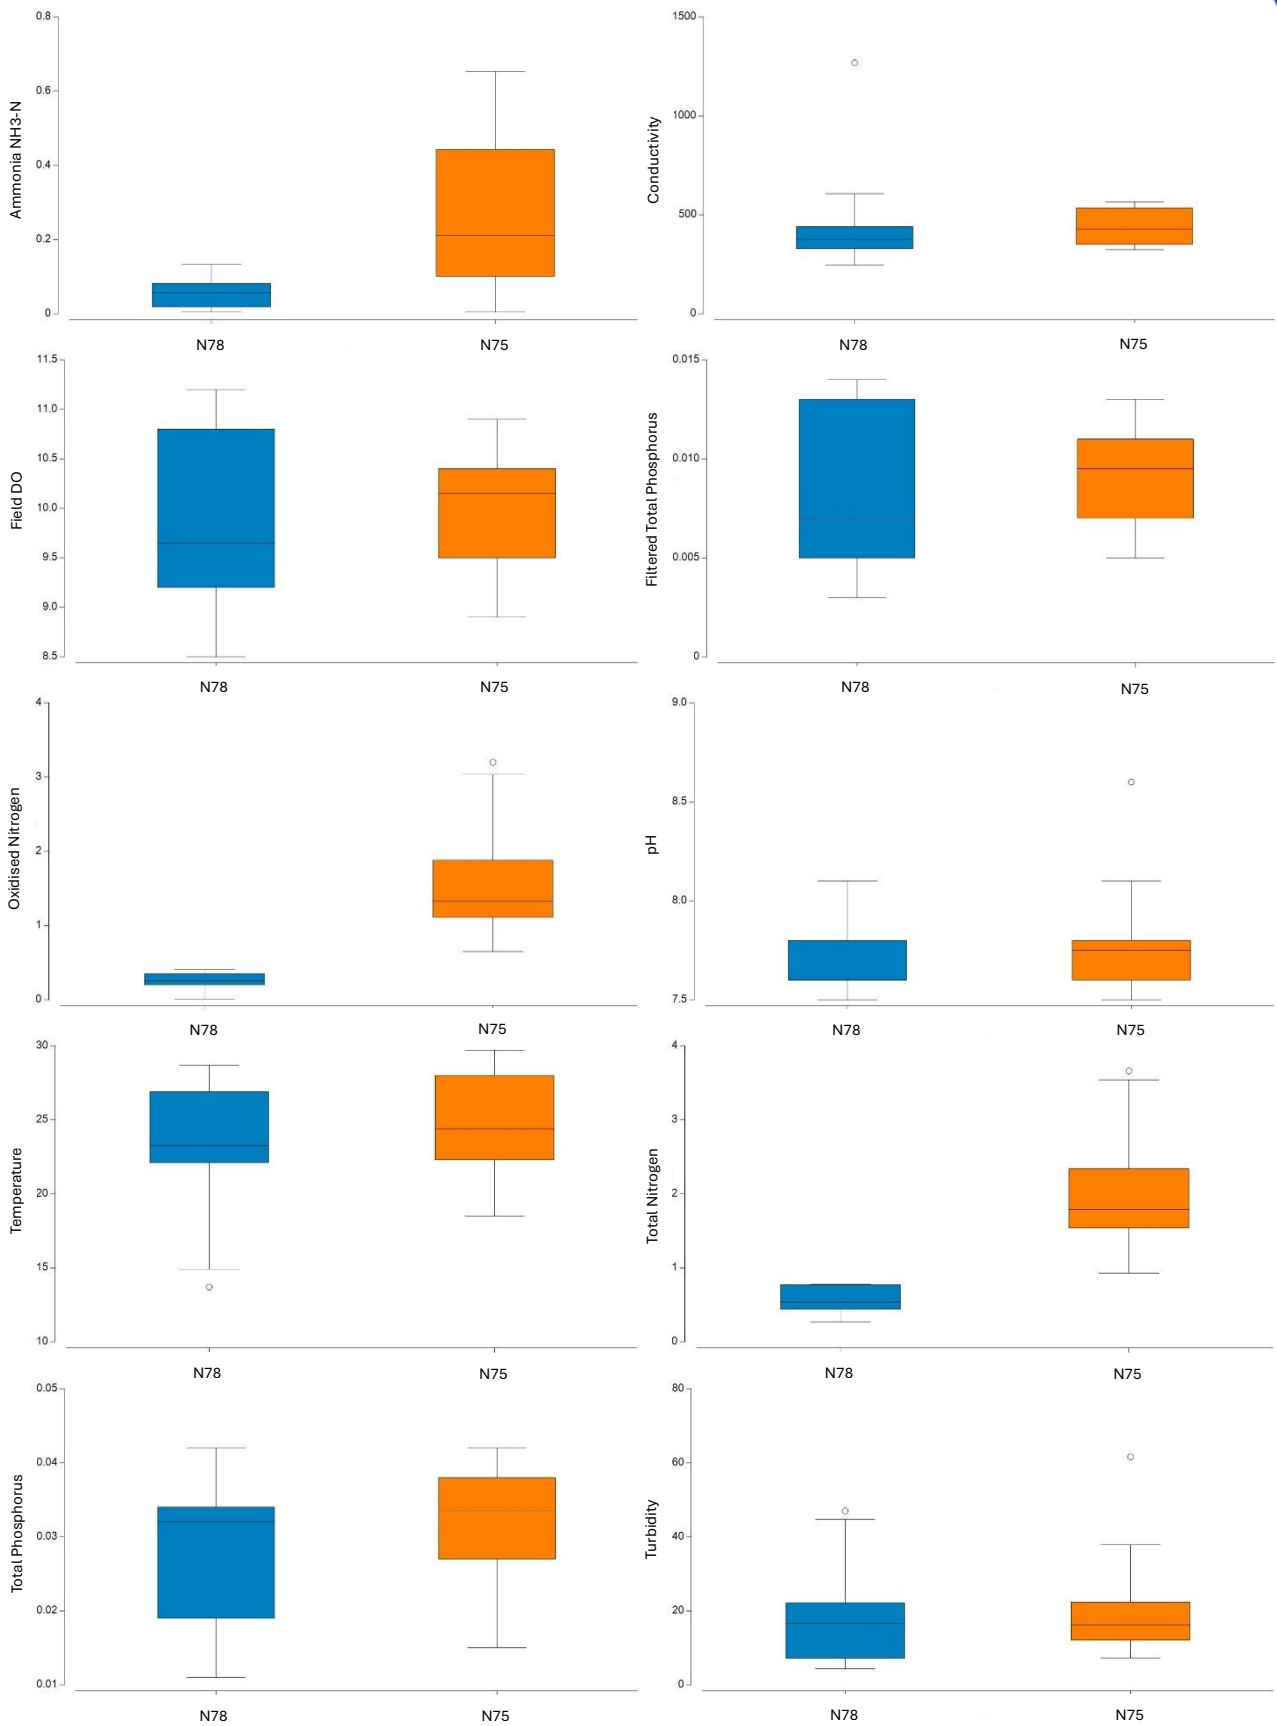 Ammonia NH3-N
0.8
0.6
0.4
0.2
0
N78
N75
Conductivity
1500
1000
500
0
N78
N75
Field DO
11.5
11.0
10.5
10.0
9.5
9.0
8.5
N78
N75
Filtered Total Phosphorus
0.015
0.010
0.005
0
N78
N75
Oxidised Nitrogen
4
3
2
1
0
N78
N75
pH
9.0
8.5
8.0
7.5
N78
N75
Temperature
30
25
20
15
10
N78
N75
Total Nitrogen
4
3
2
1
0
N78
N75
Total Phosphorus
0.05
0.04
0.03
0.02
0.01
N78
N75
Turbidity
80
60
40
20
0
N78
N75